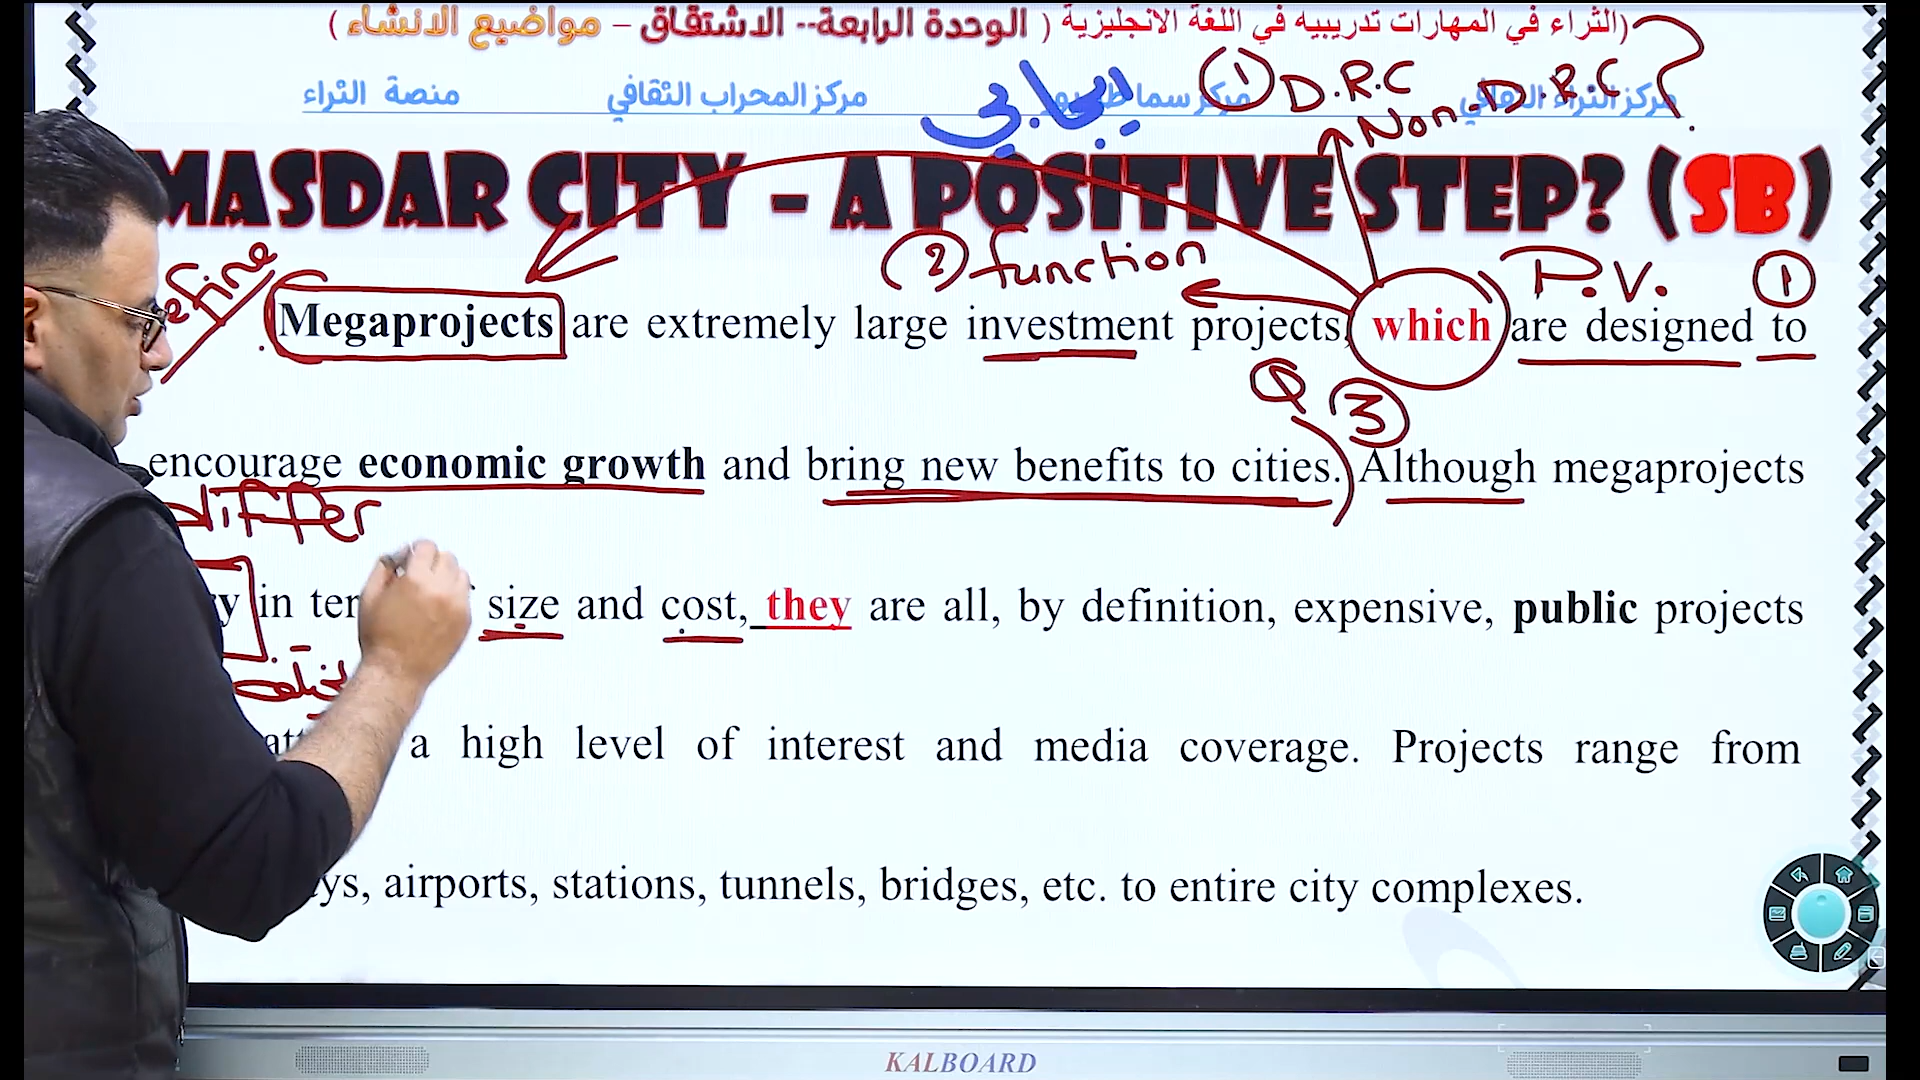 (الثراء في المهارات تدريبيه في اللغة الانجليزية ( الوحدة الرابعة-- الاشتقاق – مواضيع الانشاء )
مركز الثراء الثقافي مركز سما مركز المحراب الثقافي منصة الثراء
ايجابي ① D.R.C
Non-D.R.C ?
MASDAR CITY – A POSITIVE STEP? (SB)
efine ② function P.V. ①
Megaprojects are extremely large investment projects, which are designed to
Q ③
encourage economic growth and bring new benefits to cities. Although megaprojects
differ
y in size and cost, they are all, by definition, expensive, public projects
a high level of interest and media coverage. Projects range from
airports, stations, tunnels, bridges, etc. to entire city complexes.
KALBOARD